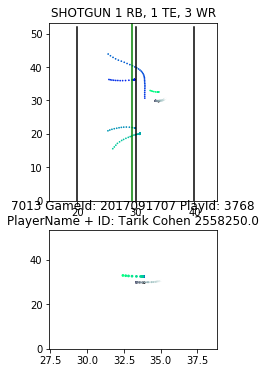 SHOTGUN 1 RB, 1 TE, 3 WR
50
40
30
20
10
0
20 30 40
7013 GameId: 2017091707 PlayId: 3768
PlayerName + ID: Tarik Cohen 2558250.0
40
20
0
27.5 30.0 32.5 35.0 37.5